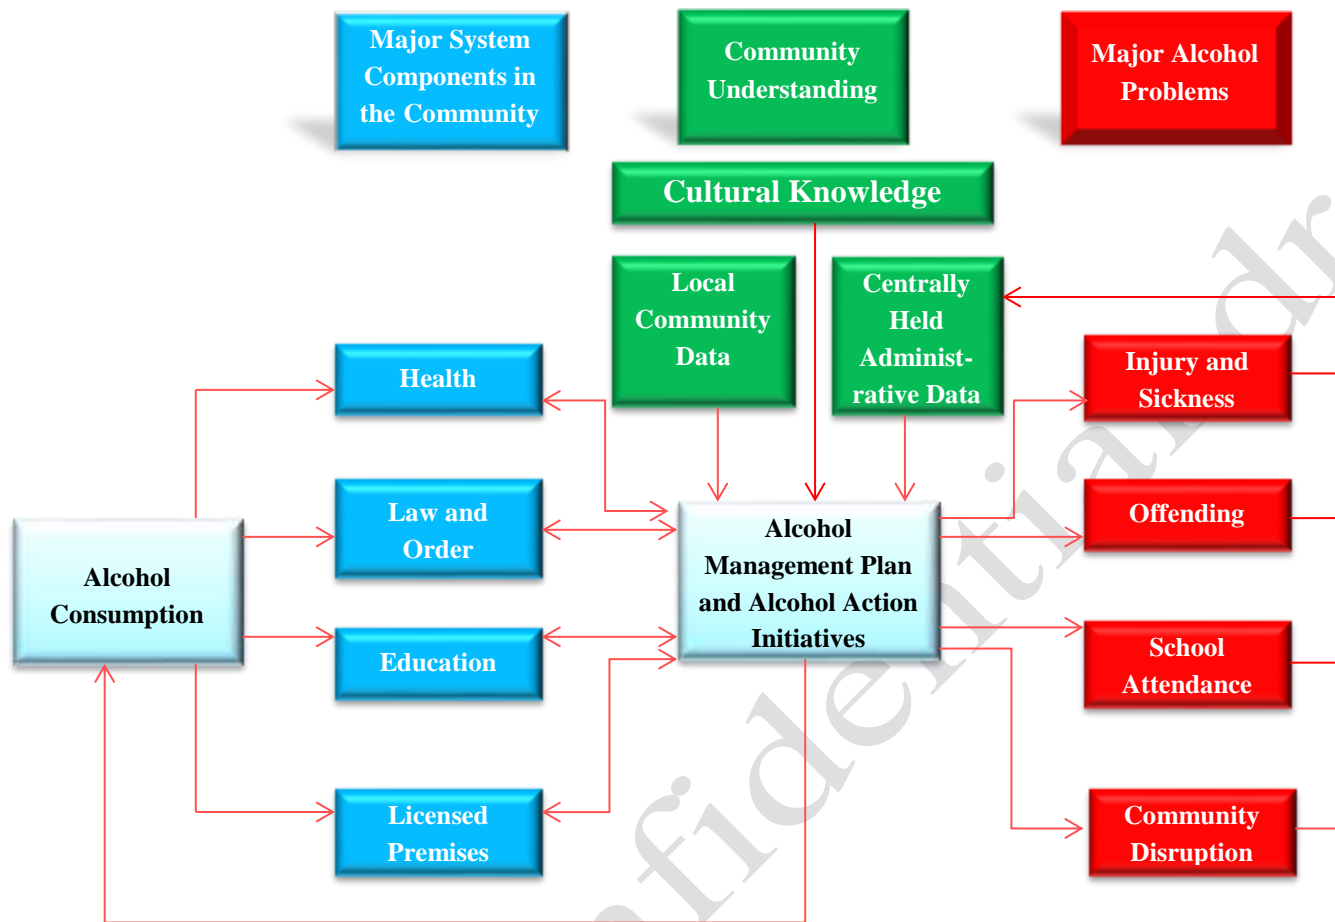 Major System
Components in
the Community
Community
Understanding
Major Alcohol
Problems
Cultural Knowledge
Local
Community
Data
Centrally
Held
Administ-
rative Data
Health
Injury and
Sickness
Law and
Order
Offending
Alcohol
Consumption
Alcohol
Management Plan
and Alcohol Action
Initiatives
Education
School
Attendance
Licensed
Premises
Community
Disruption
nfidential dr